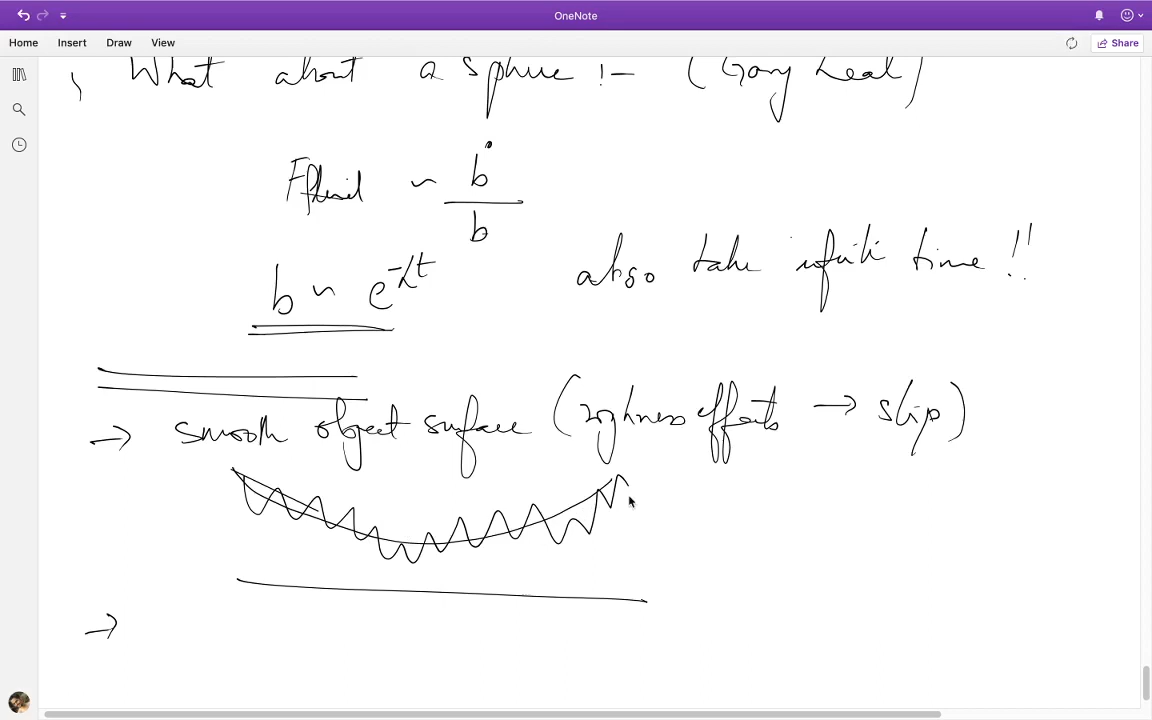 OneNote
Home Insert Draw View Share
What about a sphere :- (Gary Leal)
Ffluid ~ ḃ / b
b ~ e^-λt also take infinite time !!
→ smooth object surface (roughness effects → slip)
→